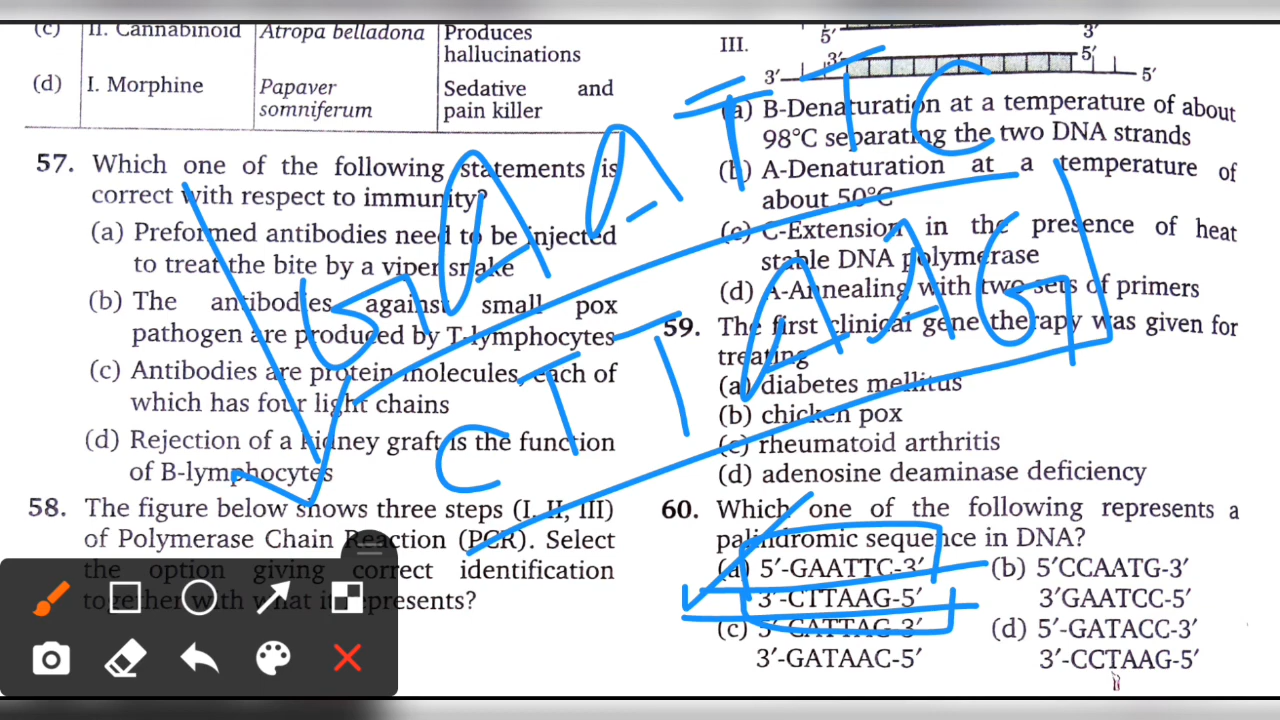 (c) II. Cannabinoid Atropa belladona Produces hallucinations
(d) I. Morphine Papaver somniferum Sedative and pain killer
57. Which one of the following statements is
correct with respect to immunity?
(a) Preformed antibodies need to be injected
to treat the bite by a viper snake
(b) The antibodies against small pox
pathogen are produced by T-lymphocytes
(c) Antibodies are protein molecules, each of
which has four light chains
(d) Rejection of a kidney graft is the function
of B-lymphocytes
58. The figure below shows three steps (I, II, III)
of Polymerase Chain Reaction (PCR). Select
the option giving correct identification
together with what it represents?
5′ 3′
III.
3′ 3′ 5′ 5′
(a) B-Denaturation at a temperature of about
98°C separating the two DNA strands
(b) A-Denaturation at a temperature of
about 50°C
(c) C-Extension in the presence of heat
stable DNA polymerase
(d) A-Annealing with two sets of primers
59. The first clinical gene therapy was given for
treating
(a) diabetes mellitus
(b) chicken pox
(c) rheumatoid arthritis
(d) adenosine deaminase deficiency
60. Which one of the following represents a
palindromic sequence in DNA?
(a) 5′-GAATTC-3′ (b) 5′CCAATG-3′
3′-CTTAAG-5′ 3′GAATCC-5′
(c) 5′-CATTAG-3′ (d) 5′-GATACC-3′
3′-GATAAC-5′ 3′-CCTAAG-5′
GAATTC
CTTAAG